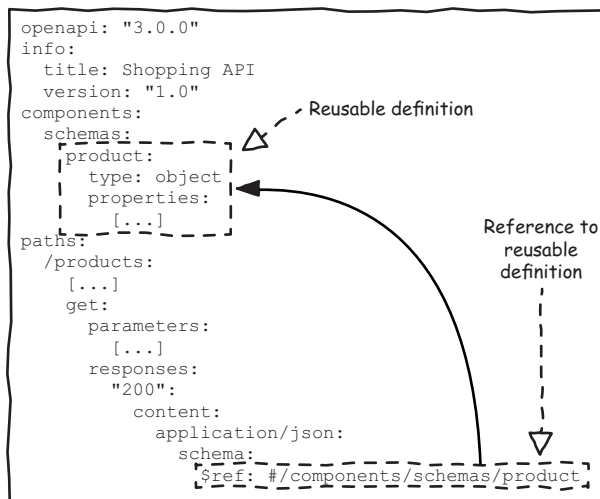 openapi: "3.0.0"
info:
  title: Shopping API
  version: "1.0"
components:
  schemas:
    product:
      type: object
      properties:
        [...]
paths:
  /products:
    [...]
    get:
      parameters:
        [...]
      responses:
        "200":
          content:
            application/json:
              schema:
                $ref: #/components/schemas/product
Reusable definition
Reference to
reusable
definition